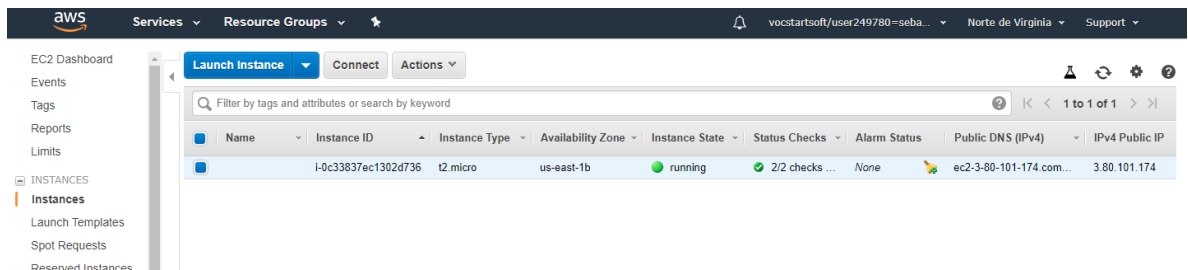 aws Services Resource Groups vocstartsoft/user249780=seba... Norte de Virginia Support
EC2 Dashboard
Events
Tags
Reports
Limits
INSTANCES
Instances
Launch Templates
Spot Requests
Reserved Instances
Launch Instance Connect Actions
Filter by tags and attributes or search by keyword 1 to 1 of 1
Name Instance ID Instance Type Availability Zone Instance State Status Checks Alarm Status Public DNS (IPv4) IPv4 Public IP
i-0c33837ec1302d736 t2.micro us-east-1b running 2/2 checks ... None ec2-3-80-101-174.com... 3.80.101.174